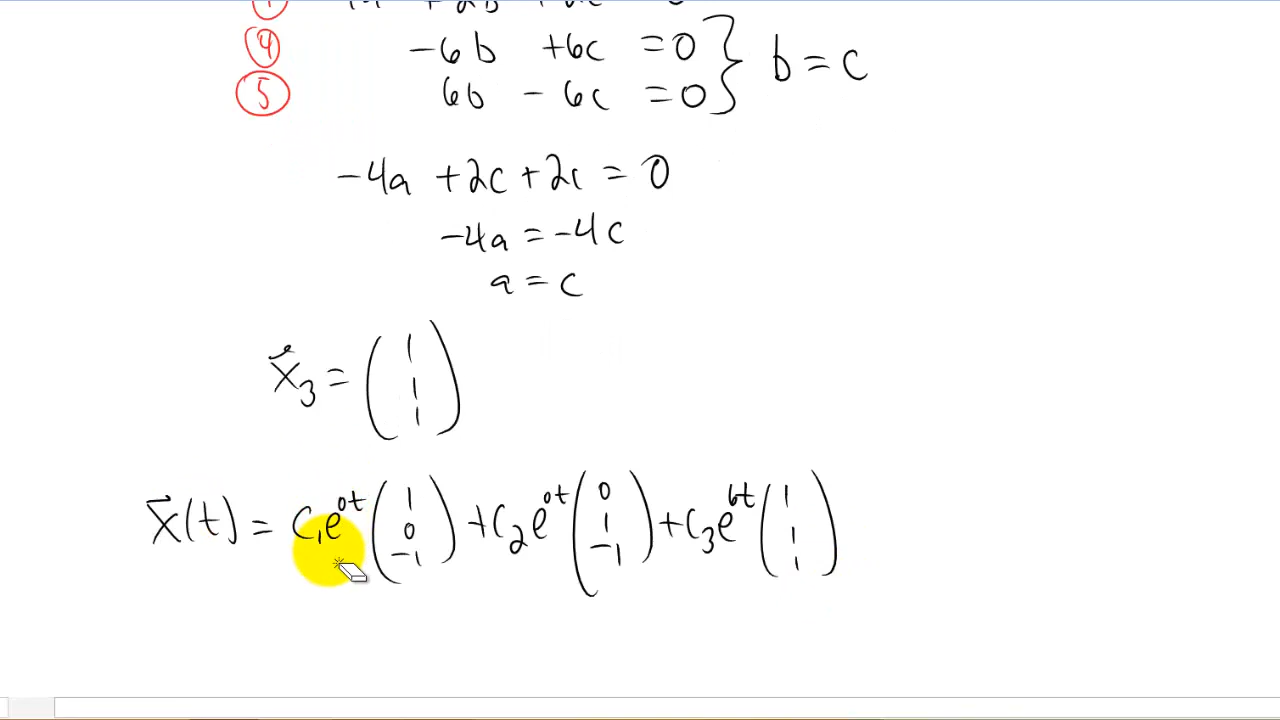 ④ -6b +6c = 0 } b = c
⑤ 6b - 6c = 0
-4a + 2c + 2c = 0
-4a = -4c
a = c
x⃗₃ = (1 1 1)
x⃗(t) = c₁e^0t (1 0 -1) + c₂e^0t (0 1 -1) + c₃e^6t (1 1 1)